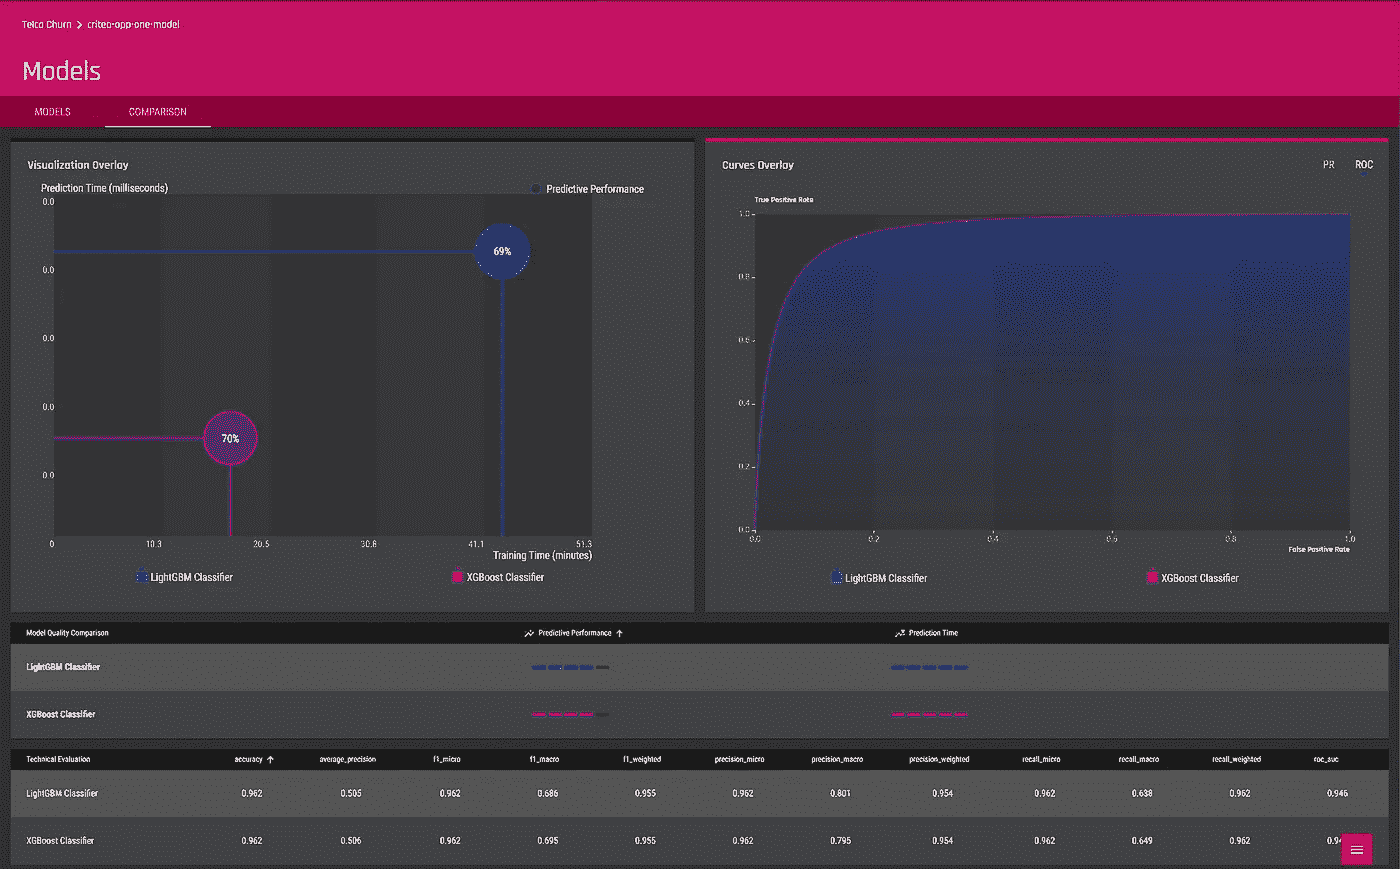 Telco Churn > criteo-opp-one-model
Models
MODELS COMPARISON
Visualization Overlay
Prediction Time (milliseconds)
Predictive Performance
0.0
0.0
0.0
0.0
0.0
69%
70%
0 10.3 20.5 30.8 41.1 51.3
Training Time (minutes)
LightGBM Classifier XGBoost Classifier
Curves Overlay
PR ROC
True Positive Rate
1.0
0.8
0.6
0.4
0.2
0.0
0.0 0.2 0.4 0.6 0.8 1.0
False Positive Rate
LightGBM Classifier XGBoost Classifier
Model Quality Comparison Predictive Performance Prediction Time
LightGBM Classifier
XGBoost Classifier
Technical Evaluation accuracy average_precision f1_micro f1_macro f1_weighted precision_micro precision_macro precision_weighted recall_micro recall_macro recall_weighted roc_auc
LightGBM Classifier 0.962 0.505 0.962 0.686 0.955 0.962 0.801 0.954 0.962 0.638 0.962 0.946
XGBoost Classifier 0.962 0.506 0.962 0.695 0.955 0.962 0.795 0.954 0.962 0.649 0.962